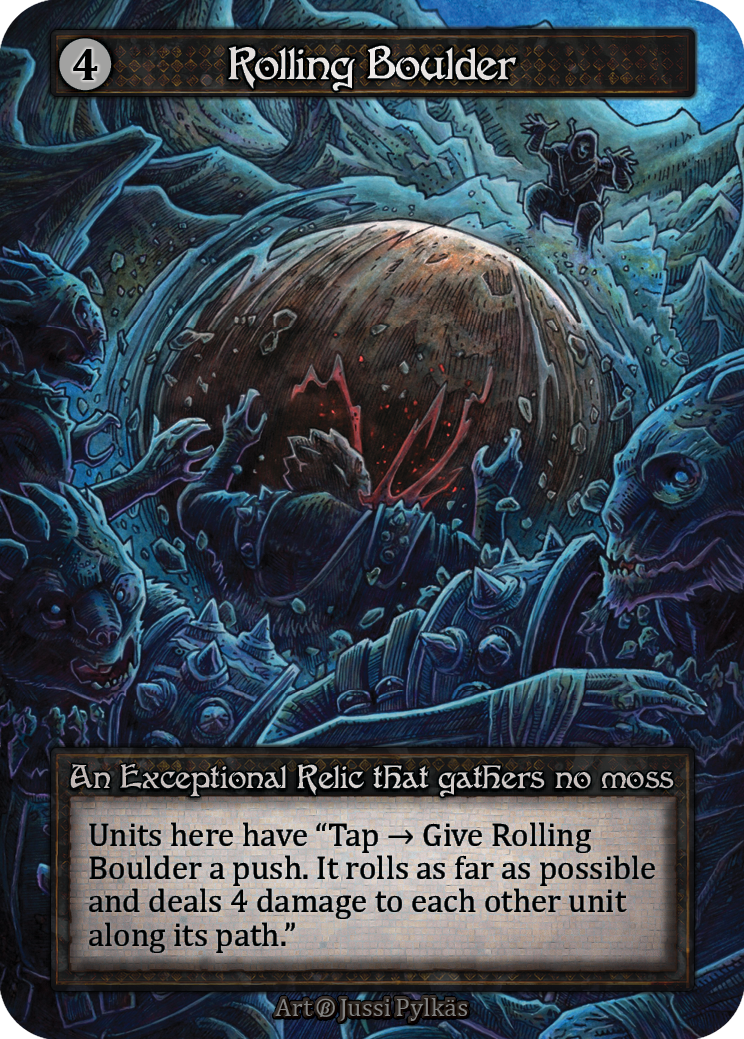 4
Rolling Boulder
An Exceptional Relic that gathers no moss
Units here have “Tap → Give Rolling
Boulder a push. It rolls as far as possible
and deals 4 damage to each other unit
along its path.”
Art @ Jussi Pylkäs